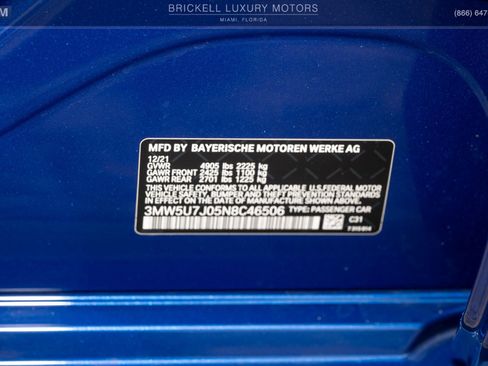 BRICKELL LUXURY MOTORS
MIAMI, FLORIDA
(866) 647
MFD BY BAYERISCHE MOTOREN WERKE AG
12/21
GVWR 4905 lbs 2225 kg
GAWR FRONT 2425 lbs 1100 kg
GAWR REAR 2701 lbs 1225 kg
THIS VEHICLE CONFORMS TO ALL APPLICABLE U.S.FEDERAL MOTOR
VEHICLE SAFETY, BUMPER, AND THEFT PREVENTION STANDARDS
IN EFFECT ON THE DATE OF MANUFACTURE SHOWN ABOVE.
3MW5U7J05N8C46506 TYPE: PASSENGER CAR
C31